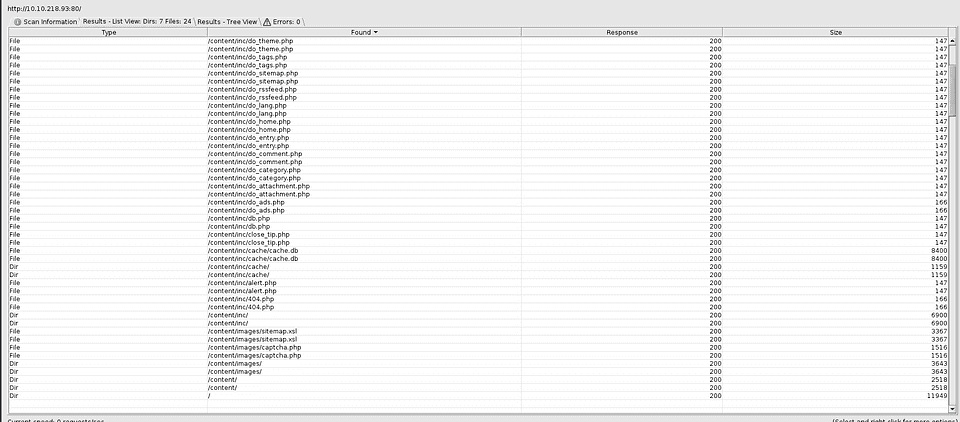 http://10.10.218.93:80/
Scan Information Results - List View: Dirs: 7 Files: 24 Results - Tree View Errors: 0
Type Found Response Size
File /content/inc/do_theme.php 200 147
File /content/inc/do_theme.php 200 147
File /content/inc/do_tags.php 200 147
File /content/inc/do_tags.php 200 147
File /content/inc/do_sitemap.php 200 147
File /content/inc/do_sitemap.php 200 147
File /content/inc/do_rssfeed.php 200 147
File /content/inc/do_rssfeed.php 200 147
File /content/inc/do_lang.php 200 147
File /content/inc/do_lang.php 200 147
File /content/inc/do_home.php 200 147
File /content/inc/do_home.php 200 147
File /content/inc/do_entry.php 200 147
File /content/inc/do_entry.php 200 147
File /content/inc/do_comment.php 200 147
File /content/inc/do_comment.php 200 147
File /content/inc/do_category.php 200 147
File /content/inc/do_category.php 200 147
File /content/inc/do_attachment.php 200 147
File /content/inc/do_attachment.php 200 147
File /content/inc/do_ads.php 200 166
File /content/inc/do_ads.php 200 166
File /content/inc/db.php 200 147
File /content/inc/db.php 200 147
File /content/inc/close_tip.php 200 147
File /content/inc/close_tip.php 200 147
File /content/inc/cache/cache.db 200 8400
File /content/inc/cache/cache.db 200 8400
Dir /content/inc/cache/ 200 1159
Dir /content/inc/cache/ 200 1159
File /content/inc/alert.php 200 147
File /content/inc/alert.php 200 147
File /content/inc/404.php 200 166
File /content/inc/404.php 200 166
Dir /content/inc/ 200 6900
Dir /content/inc/ 200 6900
File /content/images/sitemap.xsl 200 3367
File /content/images/sitemap.xsl 200 3367
File /content/images/captcha.php 200 1516
File /content/images/captcha.php 200 1516
Dir /content/images/ 200 3643
Dir /content/images/ 200 3643
Dir /content/ 200 2518
Dir /content/ 200 2518
Dir / 200 11949
Current speed: 0 requests/sec (Select and right click for more options)